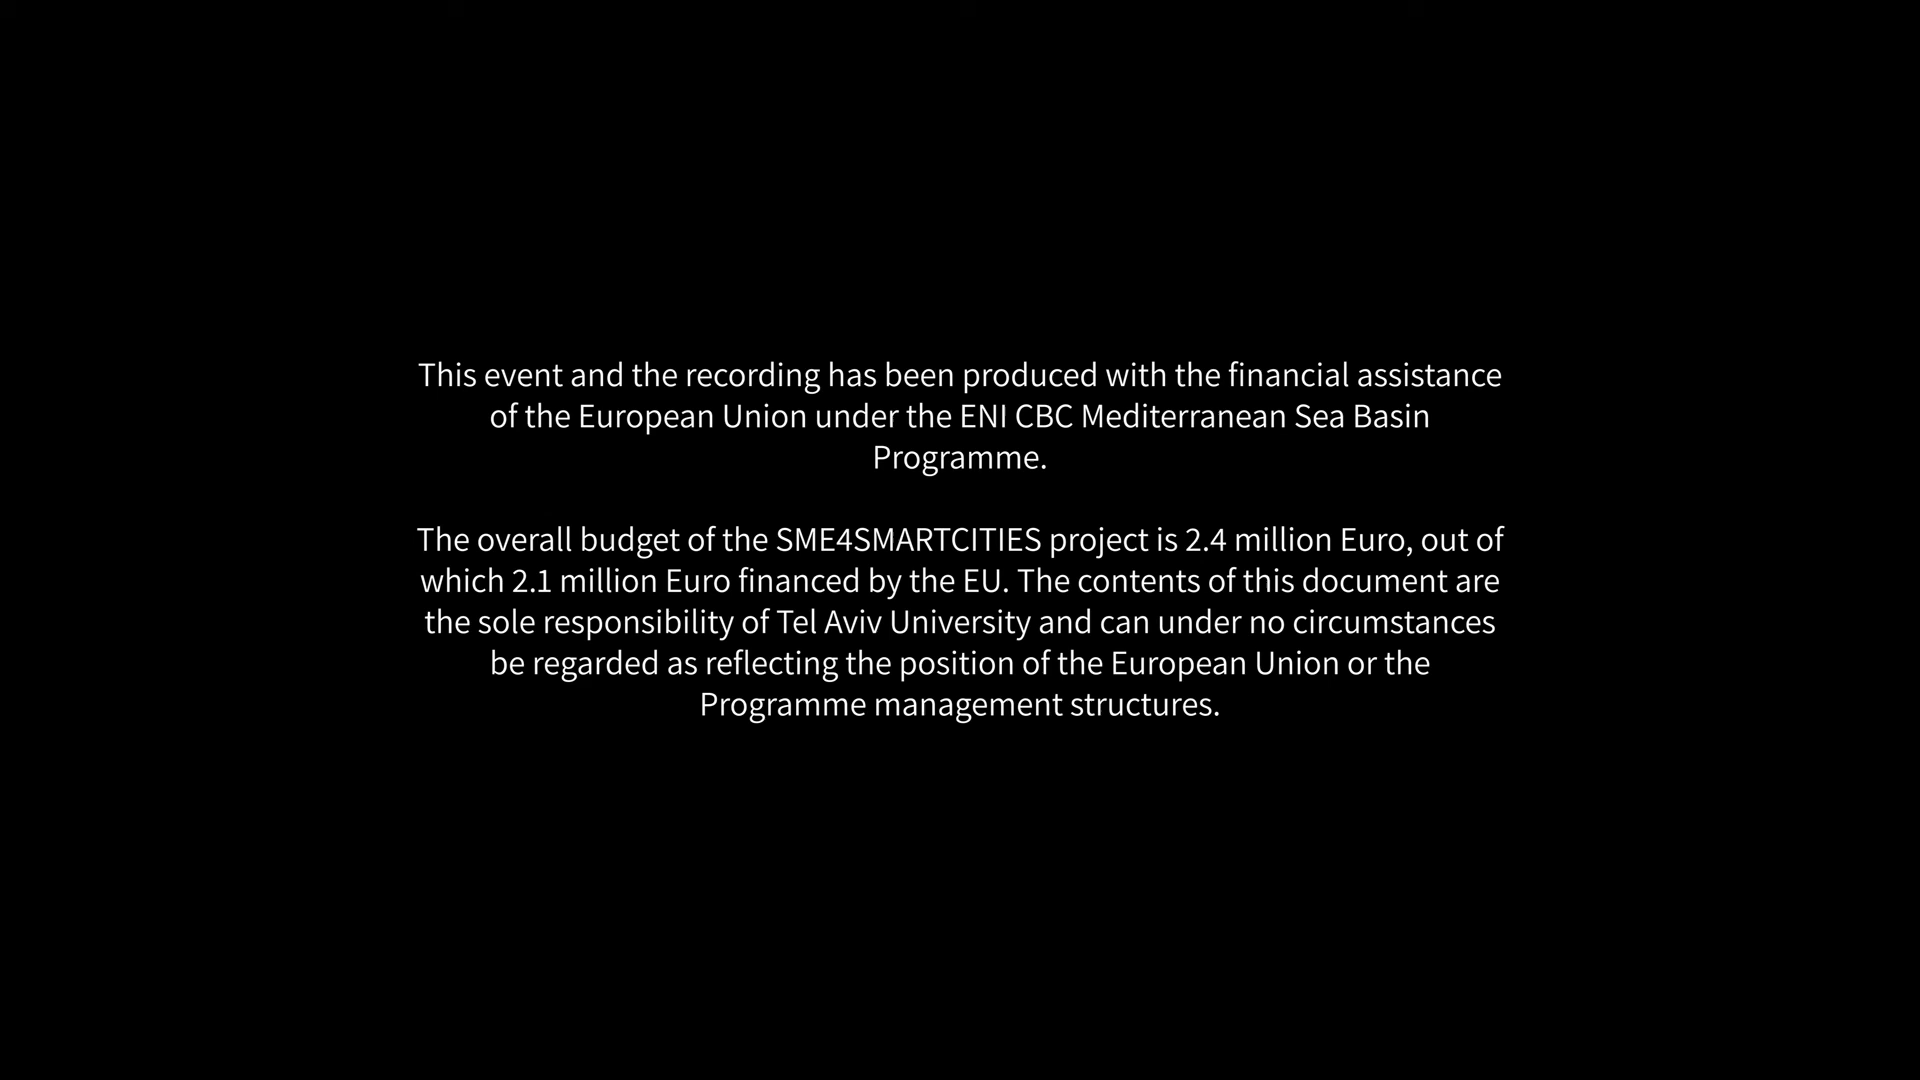 This event and the recording has been produced with the financial assistance
of the European Union under the ENI CBC Mediterranean Sea Basin
Programme.
The overall budget of the SME4SMARTCITIES project is 2.4 million Euro, out of
which 2.1 million Euro financed by the EU. The contents of this document are
the sole responsibility of Tel Aviv University and can under no circumstances
be regarded as reflecting the position of the European Union or the
Programme management structures.